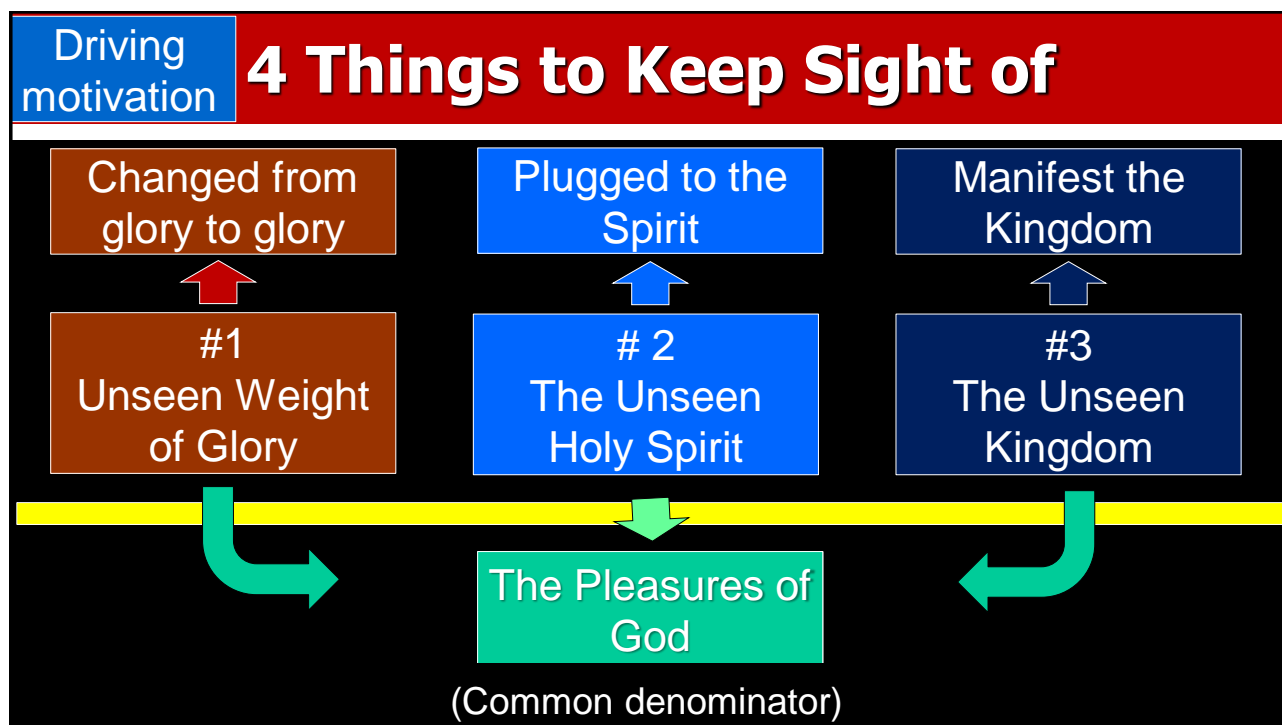 Driving
motivation
4 Things to Keep Sight of
Changed from
glory to glory
Plugged to the
Spirit
Manifest the
Kingdom
#1
Unseen Weight
of Glory
# 2
The Unseen
Holy Spirit
#3
The Unseen
Kingdom
The Pleasures of
God
(Common denominator)